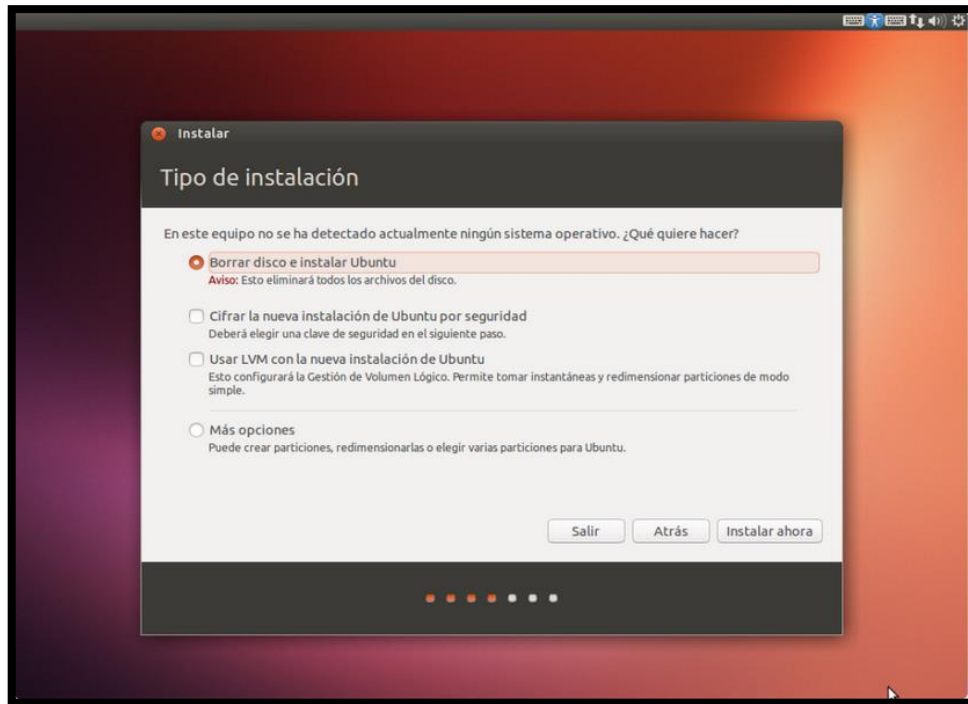 Instalar
Tipo de instalación
En este equipo no se ha detectado actualmente ningún sistema operativo. ¿Qué quiere hacer?
Borrar disco e instalar Ubuntu
Aviso: Esto eliminará todos los archivos del disco.
Cifrar la nueva instalación de Ubuntu por seguridad
Deberá elegir una clave de seguridad en el siguiente paso.
Usar LVM con la nueva instalación de Ubuntu
Esto configurará la Gestión de Volumen Lógico. Permite tomar instantáneas y redimensionar particiones de modo
simple.
Más opciones
Puede crear particiones, redimensionarlas o elegir varias particiones para Ubuntu.
Salir Atrás Instalar ahora